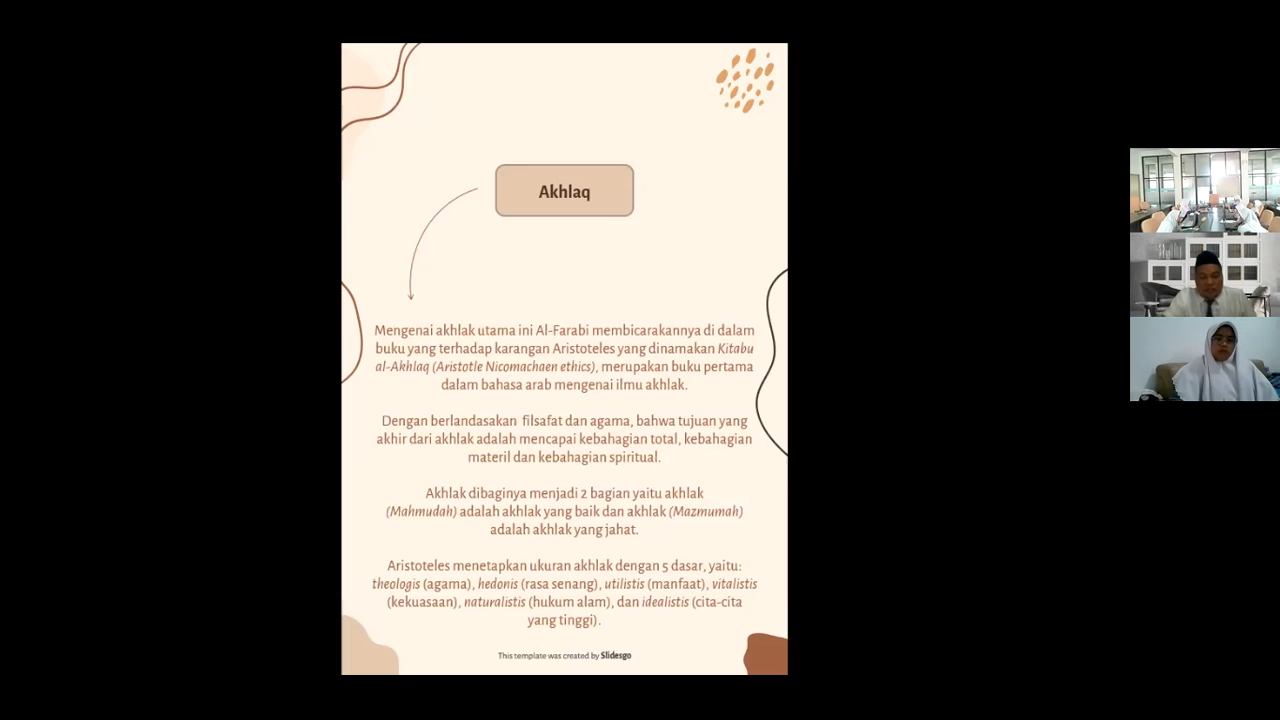 Akhlaq
Mengenai akhlak utama ini Al-Farabi membicarakannya di dalam
buku yang terhadap karangan Aristoteles yang dinamakan Kitabu
al-Akhlaq (Aristotle Nicomachaen ethics), merupakan buku pertama
dalam bahasa arab mengenai ilmu akhlak.
Dengan berlandasakan filsafat dan agama, bahwa tujuan yang
akhir dari akhlak adalah mencapai kebahagian total, kebahagian
materil dan kebahagian spiritual.
Akhlak dibaginya menjadi 2 bagian yaitu akhlak
(Mahmudah) adalah akhlak yang baik dan akhlak (Mazmumah)
adalah akhlak yang jahat.
Aristoteles menetapkan ukuran akhlak dengan 5 dasar, yaitu:
theologis (agama), hedonis (rasa senang), utilistis (manfaat), vitalistis
(kekuasaan), naturalistis (hukum alam), dan idealistis (cita-cita
yang tinggi).
This template was created by Slidesgo